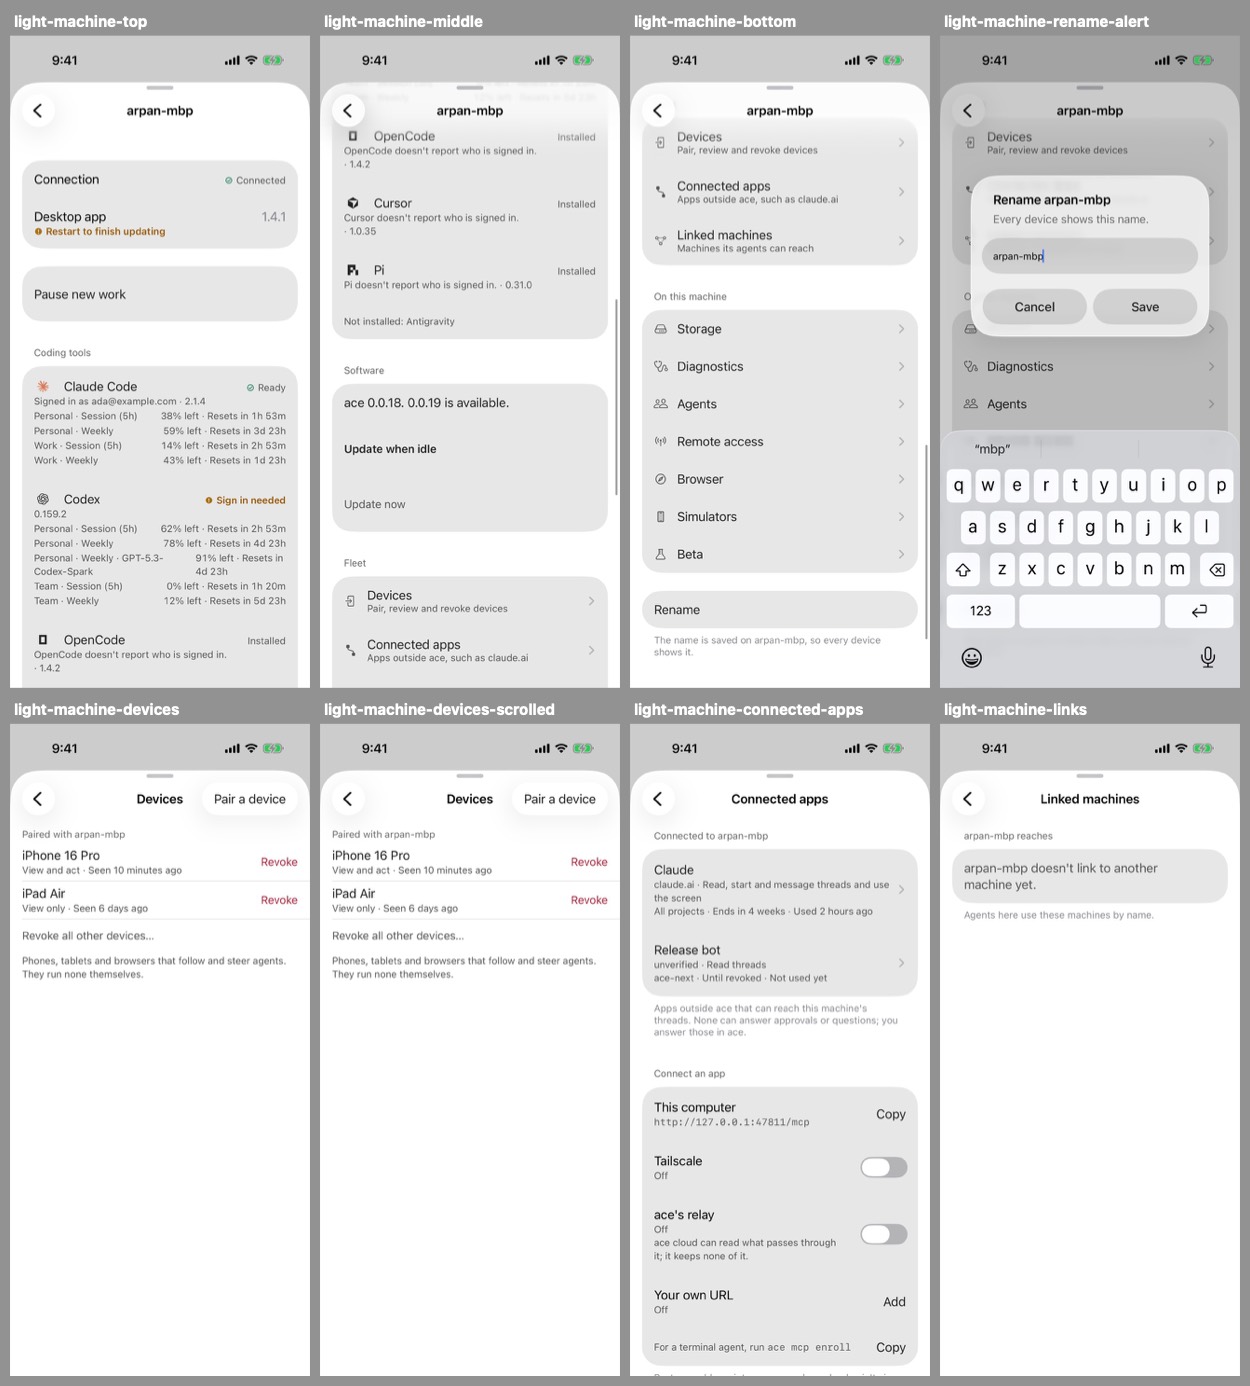 light-machine-top
9:41
arpan-mbp
Connection
Connected
Desktop app
1.4.1
Restart to finish updating
Pause new work
Coding tools
Claude Code
Ready
Signed in as ada@example.com · 2.1.4
Personal · Session (5h) 38% left · Resets in 1h 53m
Personal · Weekly 59% left · Resets in 3d 23h
Work · Session (5h) 14% left · Resets in 2h 53m
Work · Weekly 43% left · Resets in 1d 23h
Codex
Sign in needed
0.159.2
Personal · Session (5h) 62% left · Resets in 2h 53m
Personal · Weekly 78% left · Resets in 4d 23h
Personal · Weekly · GPT-5.3- 91% left · Resets in
Codex-Spark 4d 23h
Team · Session (5h) 0% left · Resets in 1h 20m
Team · Weekly 12% left · Resets in 5d 23h
OpenCode
Installed
OpenCode doesn't report who is signed in.
· 1.4.2
light-machine-middle
9:41
arpan-mbp
OpenCode
Installed
OpenCode doesn't report who is signed in.
· 1.4.2
Cursor
Installed
Cursor doesn't report who is signed in.
· 1.0.35
Pi
Installed
Pi doesn't report who is signed in. · 0.31.0
Not installed: Antigravity
Software
ace 0.0.18. 0.0.19 is available.
Update when idle
Update now
Fleet
Devices
Pair, review and revoke devices
Connected apps
Apps outside ace, such as claude.ai
light-machine-bottom
9:41
arpan-mbp
Devices
Pair, review and revoke devices
Connected apps
Apps outside ace, such as claude.ai
Linked machines
Machines its agents can reach
On this machine
Storage
Diagnostics
Agents
Remote access
Browser
Simulators
Beta
Rename
The name is saved on arpan-mbp, so every device
shows it.
light-machine-rename-alert
9:41
arpan-mbp
Devices
Pair, review and revoke devices
Rename arpan-mbp
Every device shows this name.
arpan-mbp
Cancel
Save
Diagnostics
Agents
“mbp”
q w e r t y u i o p
a s d f g h j k l
z x c v b n m
123
light-machine-devices
9:41
Devices
Pair a device
Paired with arpan-mbp
iPhone 16 Pro
View and act · Seen 10 minutes ago
Revoke
iPad Air
View only · Seen 6 days ago
Revoke
Revoke all other devices...
Phones, tablets and browsers that follow and steer agents.
They run none themselves.
light-machine-devices-scrolled
9:41
Devices
Pair a device
Paired with arpan-mbp
iPhone 16 Pro
View and act · Seen 10 minutes ago
Revoke
iPad Air
View only · Seen 6 days ago
Revoke
Revoke all other devices...
Phones, tablets and browsers that follow and steer agents.
They run none themselves.
light-machine-connected-apps
9:41
Connected apps
Connected to arpan-mbp
Claude
claude.ai · Read, start and message threads and use
the screen
All projects · Ends in 4 weeks · Used 2 hours ago
Release bot
unverified · Read threads
ace-next · Until revoked · Not used yet
Apps outside ace that can reach this machine's
threads. None can answer approvals or questions; you
answer those in ace.
Connect an app
This computer
http://127.0.0.1:47811/mcp
Copy
Tailscale
Off
ace's relay
Off
ace cloud can read what passes through
it; it keeps none of it.
Your own URL
Off
Add
For a terminal agent, run ace mcp enroll
Copy
light-machine-links
9:41
Linked machines
arpan-mbp reaches
arpan-mbp doesn't link to another
machine yet.
Agents here use these machines by name.